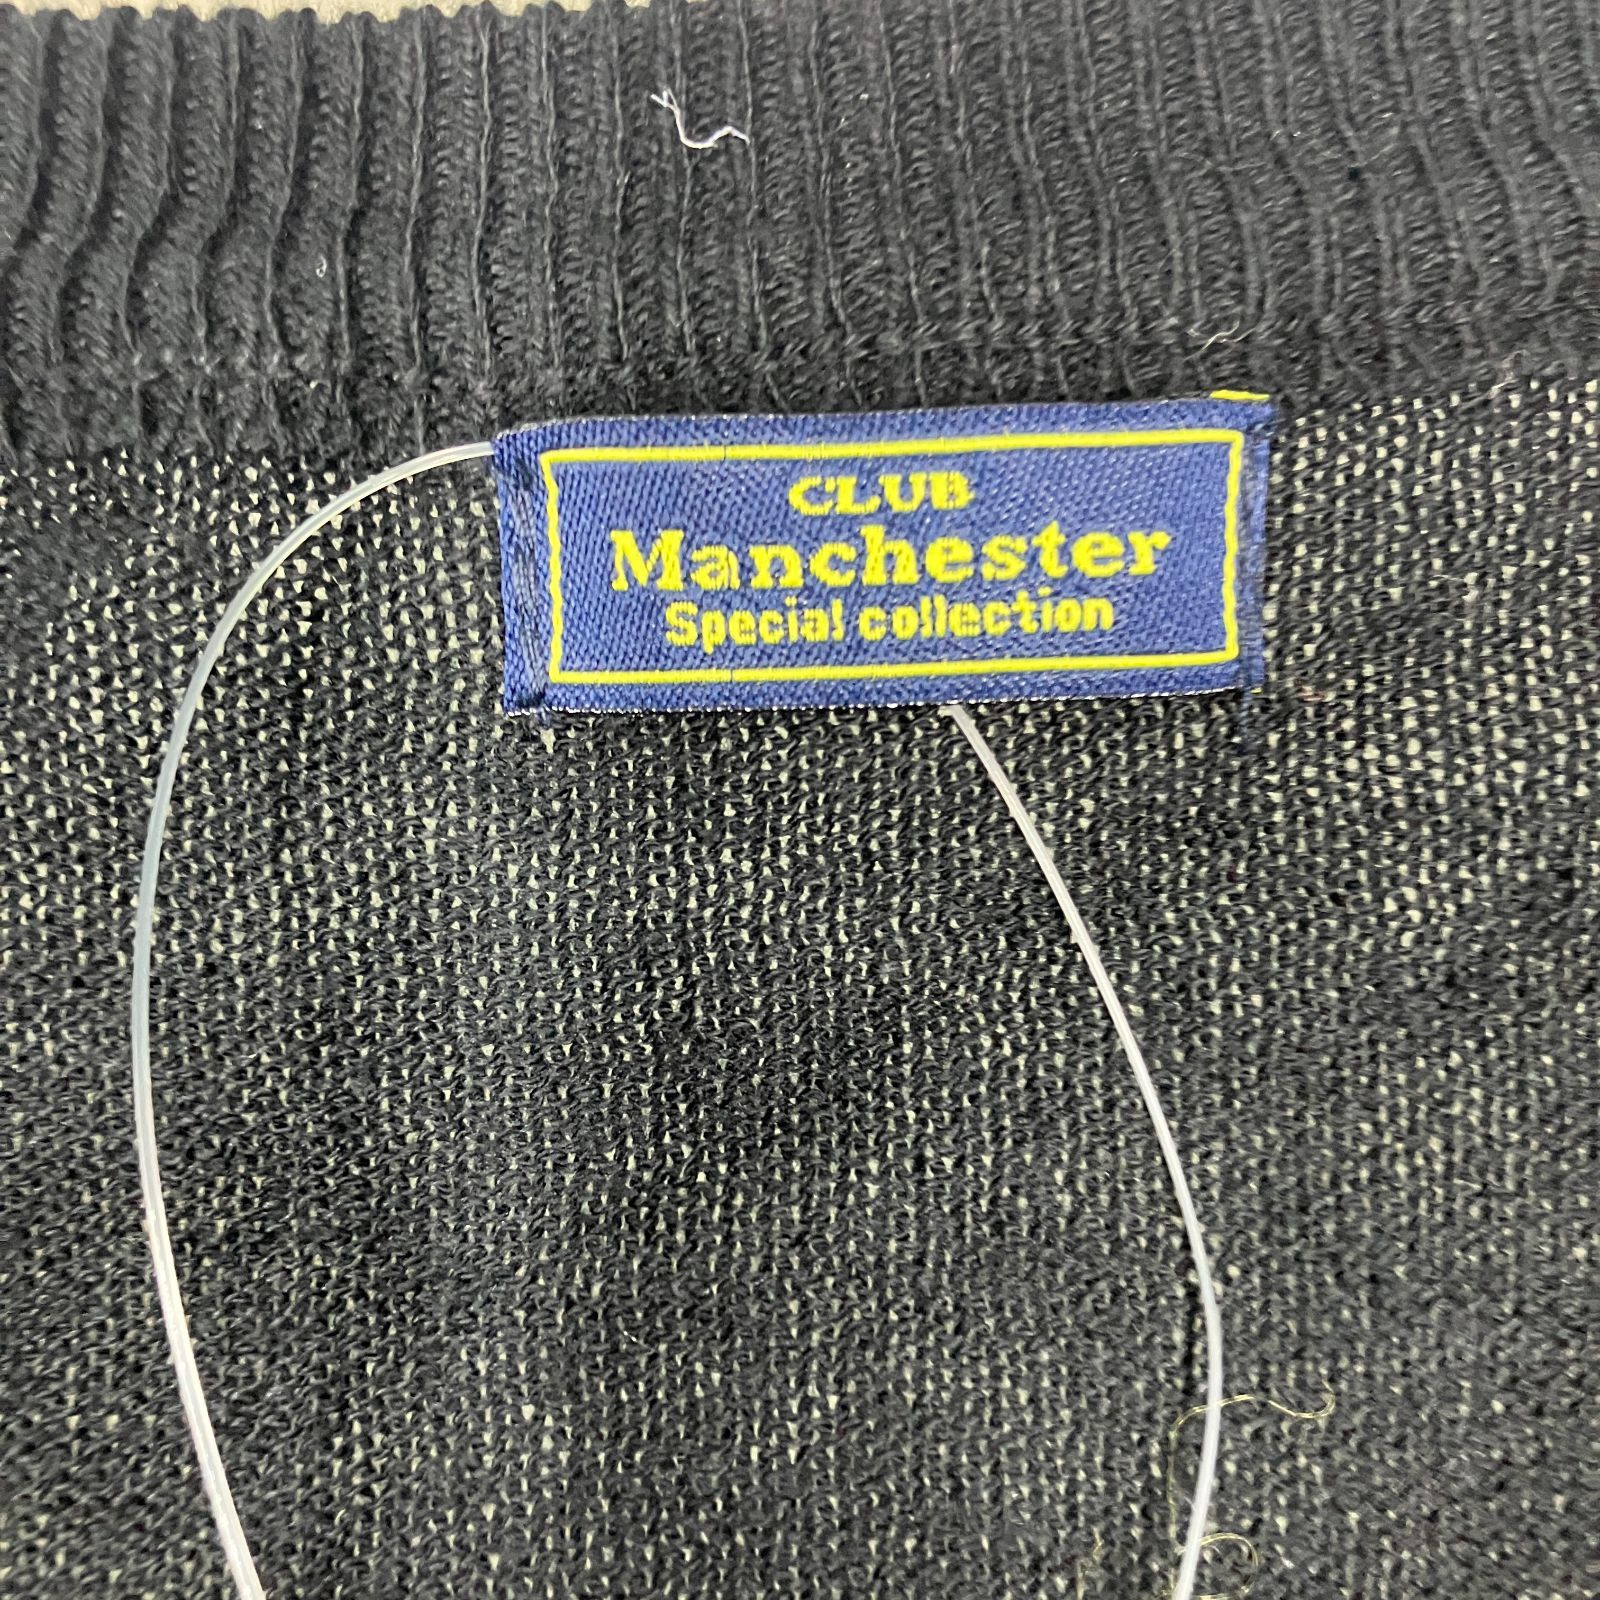 CLUB
Manchester
Special collection